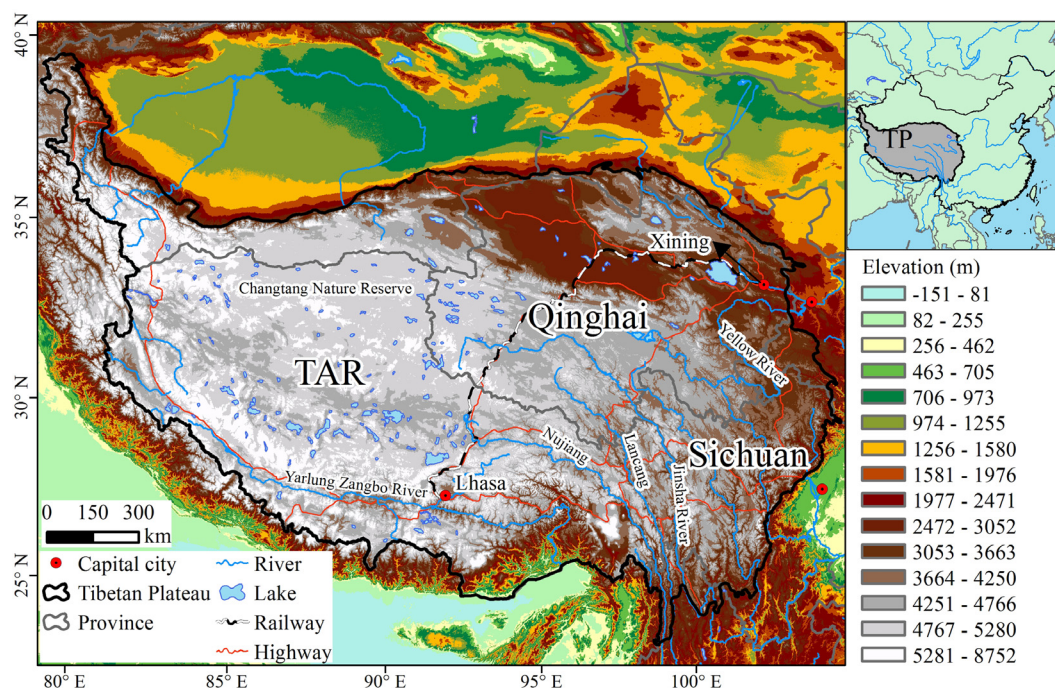 40° N
35° N
30° N
25° N
80° E
85° E
90° E
95° E
100° E
Xining
Changtang Nature Reserve
Qinghai
Yellow River
TAR
Nujiang
Lancang
Jinsha River
Sichuan
Yarlung Zangbo River
Lhasa
0 150 300
km
Capital city
Tibetan Plateau
Province
River
Lake
Railway
Highway
TP
Elevation (m)
-151 - 81
82 - 255
256 - 462
463 - 705
706 - 973
974 - 1255
1256 - 1580
1581 - 1976
1977 - 2471
2472 - 3052
3053 - 3663
3664 - 4250
4251 - 4766
4767 - 5280
5281 - 8752